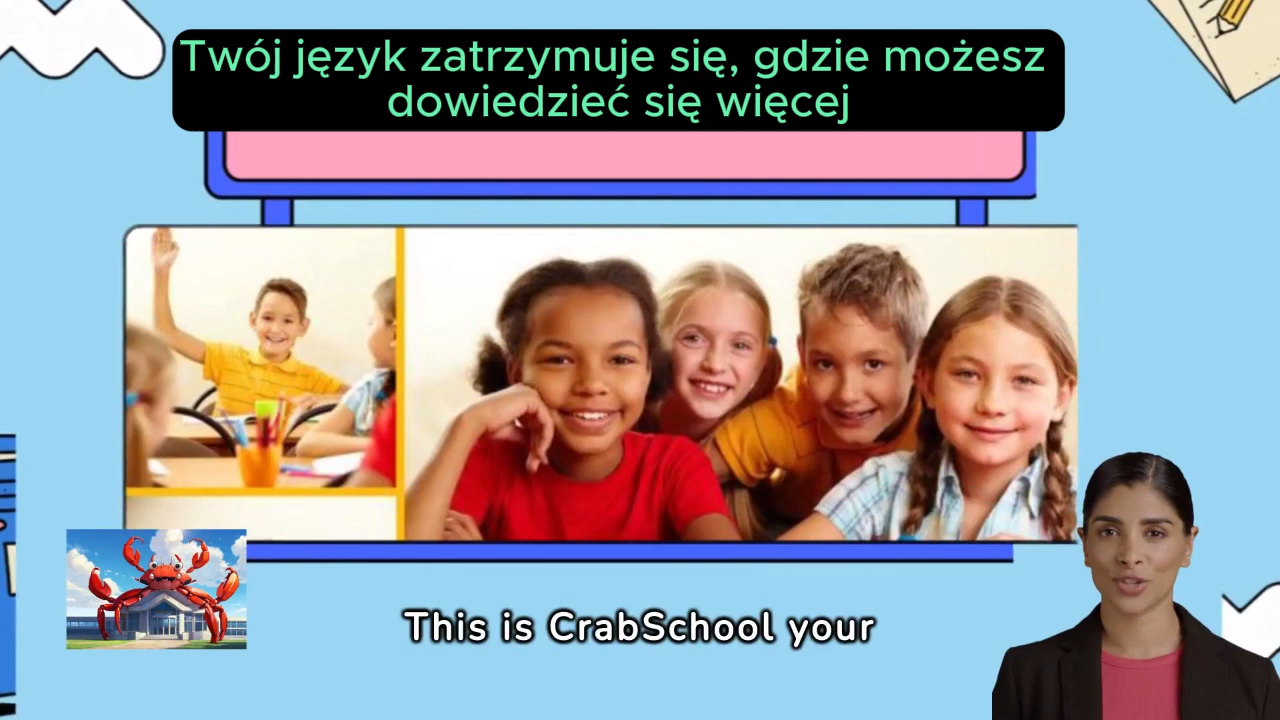 Twój język zatrzymuje się, gdzie możesz
dowiedzieć się więcej
This is CrabSchool your